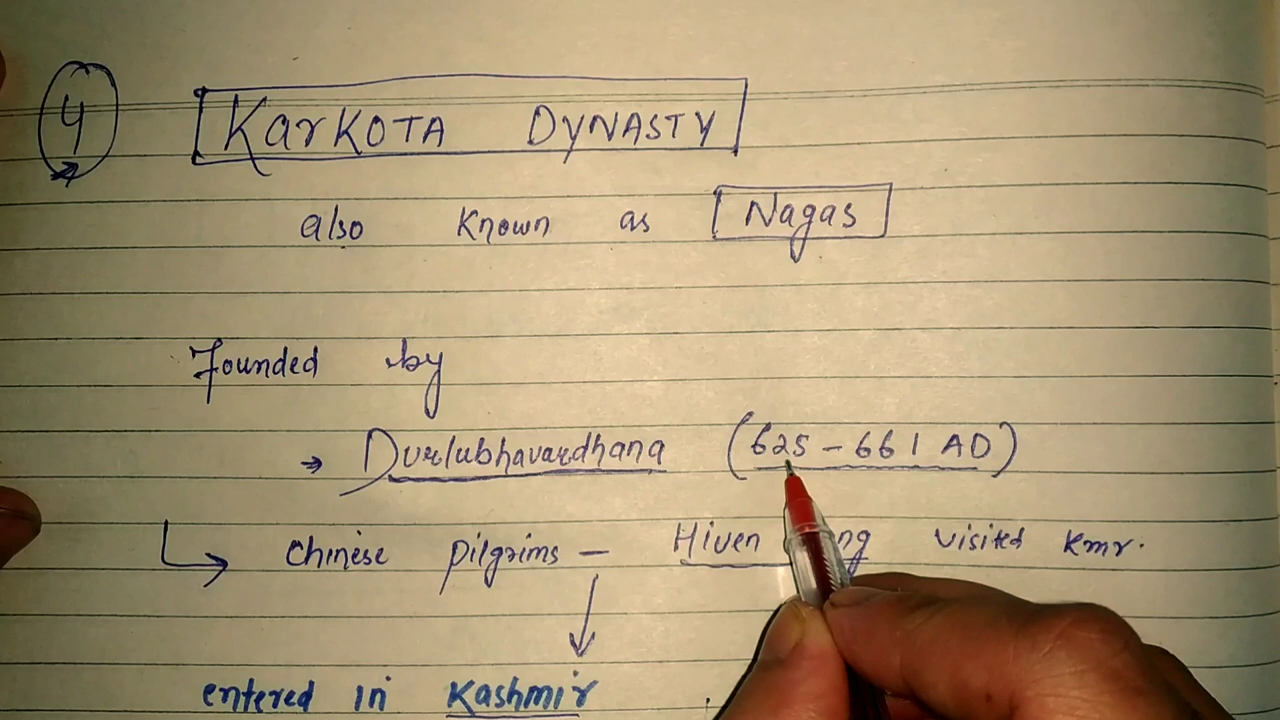 4
KarKOTA DYNASTY
also known as Nagas
Founded by
→ Durlubhavardhana (625-661 AD)
Chinese pilgrims - Hiven visited Kmr.
entered in Kashmir